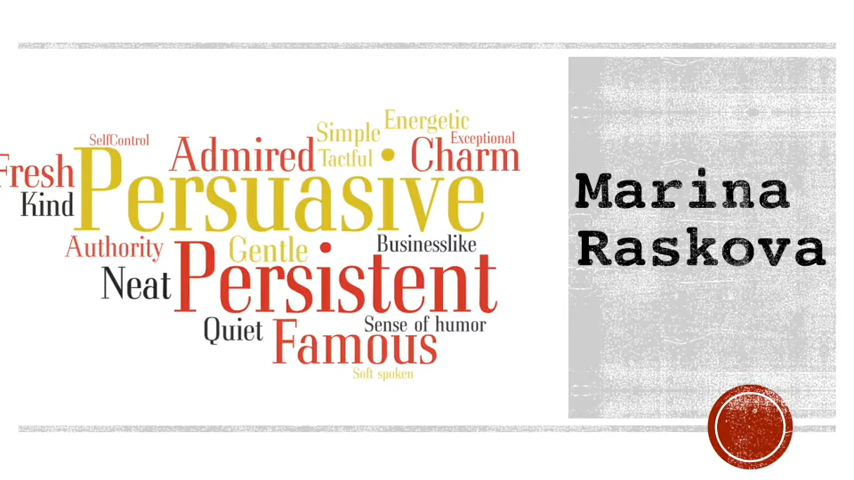 Energetic
SelfControl
Simple
Exceptional
Admired
Tactful
Charm
Fresh
Persuasive
Kind
Authority
Gentle
Businesslike
Neat
Persistent
Quiet
Sense of humor
Famous
Soft spoken
Marina
Raskova